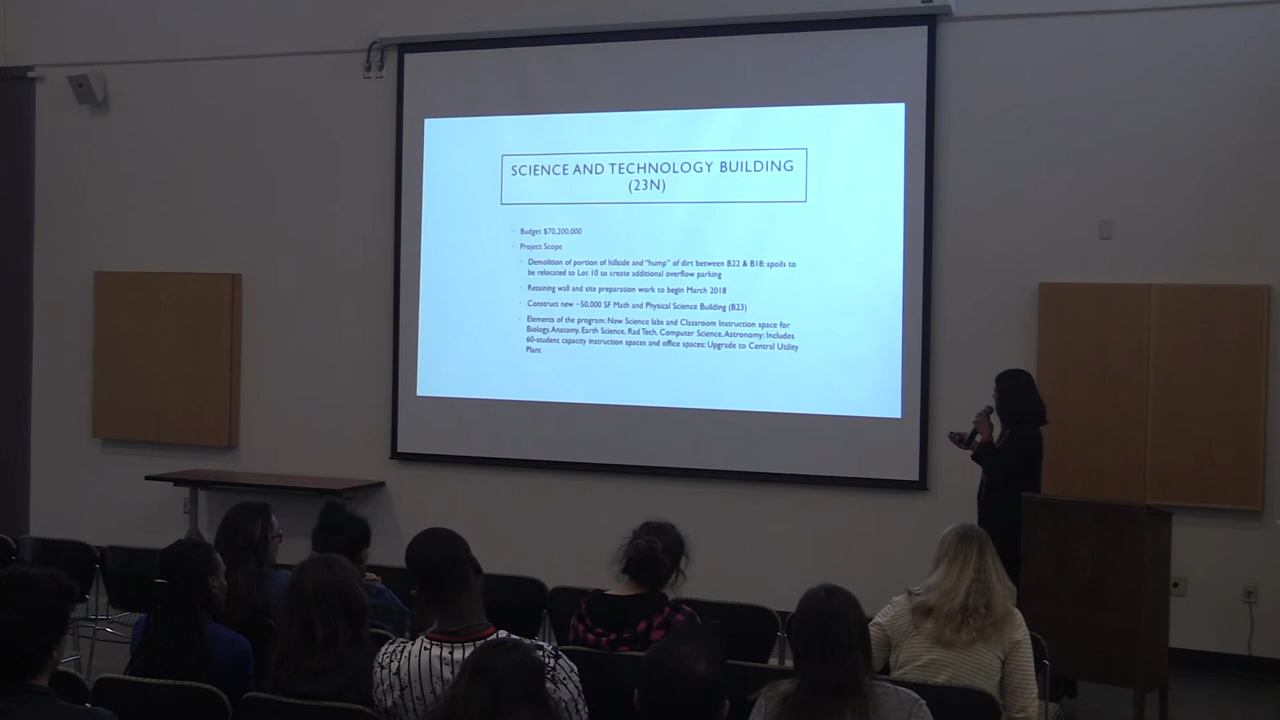 SCIENCE AND TECHNOLOGY BUILDING
(23N)
Budget $70,200,000
Project Scope
Demolition of portion of hillside and "hump" of dirt between B22 & B18; spoils to
be relocated to Lot 10 to create additional overflow parking
Retaining wall and site preparation work to begin March 2018
Construct new ~50,000 SF Math and Physical Science Building (B23)
Elements of the program: New Science labs and Classroom Instruction space for
Biology, Anatomy, Earth Science, Rad Tech, Computer Science, Astronomy; Includes
60-student capacity instruction spaces and office spaces; Upgrade to Central Utility
Plant